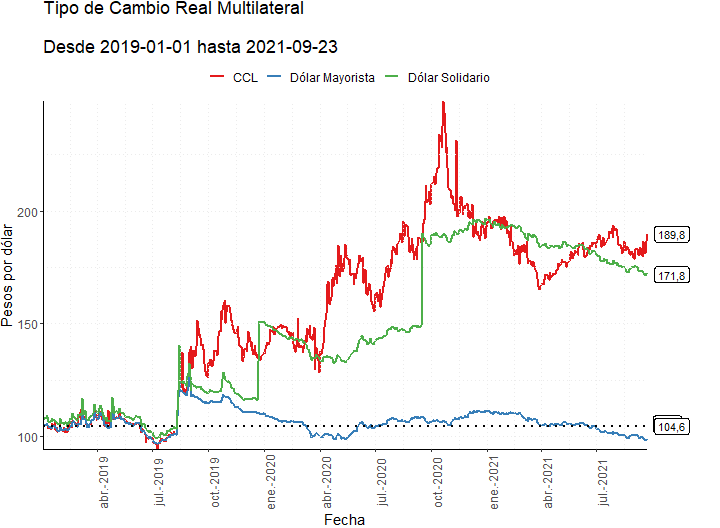 Tipo de Cambio Real Multilateral
Desde 2019-01-01 hasta 2021-09-23
CCL Dólar Mayorista Dólar Solidario
Pesos por dólar
200
150
100
189,8
171,8
104,6
abr.-2019
jul.-2019
oct.-2019
ene.-2020
abr.-2020
jul.-2020
oct.-2020
ene.-2021
abr.-2021
jul.-2021
Fecha